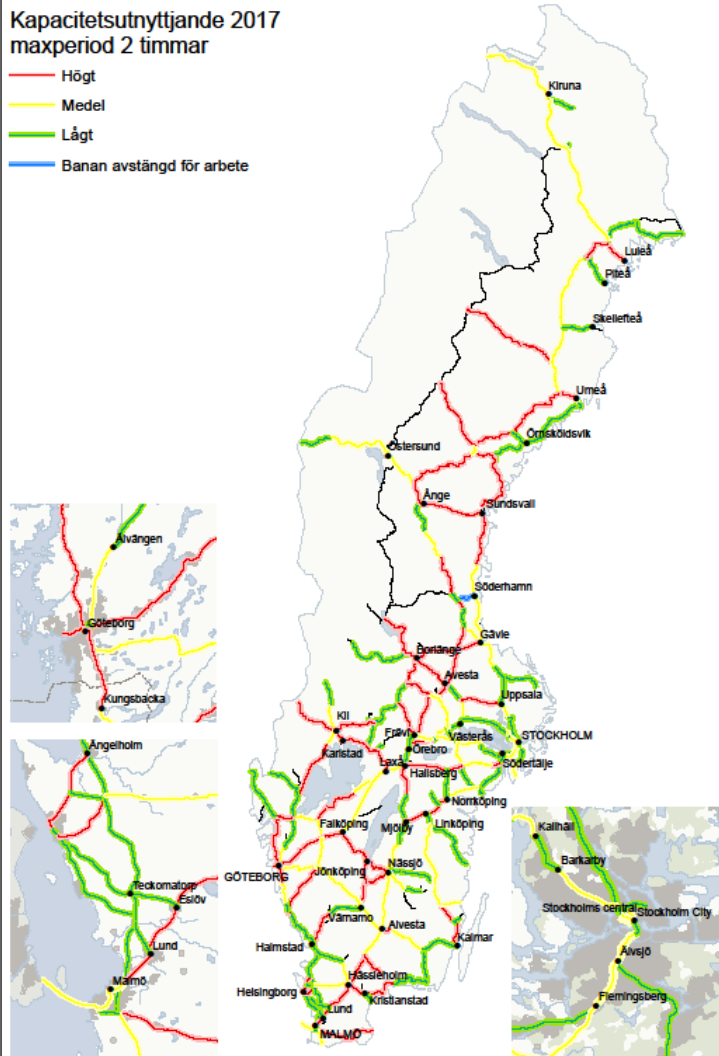 Kapacitetsutnyttjande 2017
maxperiod 2 timmar
Högt
Medel
Lågt
Banan avstängd för arbete
Kiruna
Luleå
Piteå
Skellefteå
Umeå
Örnsköldsvik
Östersund
Ånge
Sundsvall
Söderhamn
Gävle
Borlänge
Avesta
Uppsala
Kil
Frövi
Västerås
STOCKHOLM
Karlstad
Örebro
Laxå
Hallsberg
Södertälje
Norrköping
Falköping
Mjölby
Linköping
GÖTEBORG
Jönköping
Nässjö
Värnamo
Alvesta
Halmstad
Kalmar
Hässleholm
Helsingborg
Kristianstad
Lund
MALMÖ
Älvängen
Göteborg
Kungsbacka
Ängelholm
Teckomatorp
Eslöv
Lund
Malmö
Kallhäll
Barkarby
Stockholms central
Stockholm City
Älvsjö
Flemingsberg